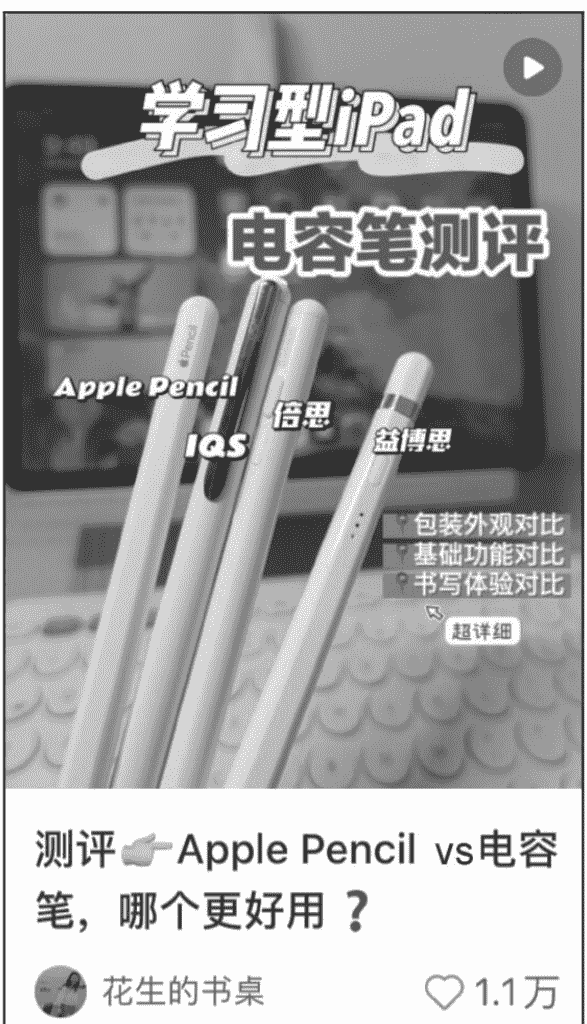 学习型iPad
电容笔测评
Pencil
Apple Pencil
IQS
倍思
益博思
包装外观对比
基础功能对比
书写体验对比
超详细
测评👉Apple Pencil vs电容
笔，哪个更好用❓
花生的书桌
1.1万